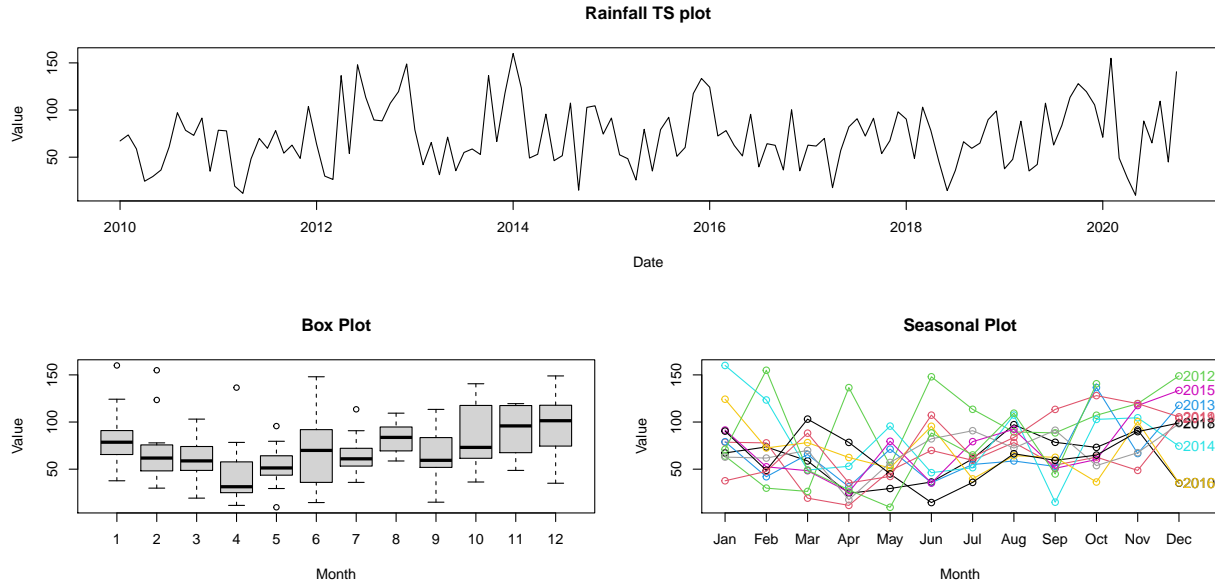 Rainfall TS plot
Value
50 100 150
2010 2012 2014 2016 2018 2020
Date
Box Plot
Value
50 100 150
1 2 3 4 5 6 7 8 9 10 11 12
Month
Seasonal Plot
Value
50 100 150
2012
2015
2013
2018
2014
2010
Jan Feb Mar Apr May Jun Jul Aug Sep Oct Nov Dec
Month